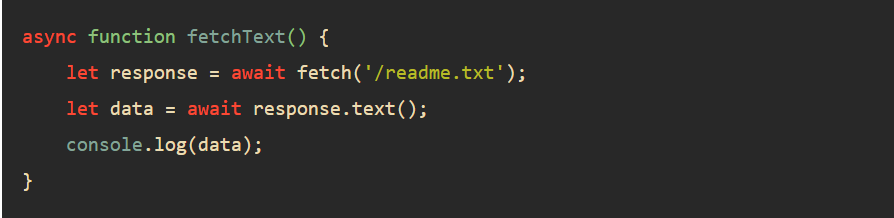 async function fetchText() {
    let response = await fetch('/readme.txt');
    let data = await response.text();
    console.log(data);
}